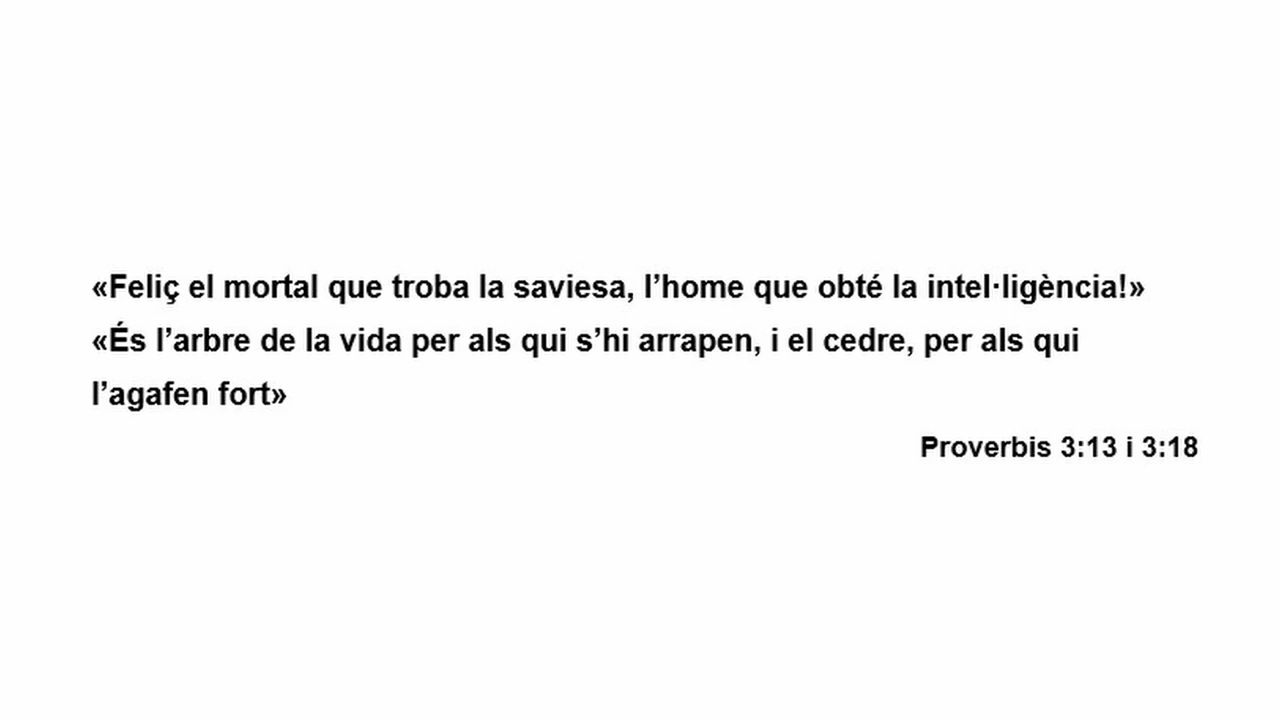 «Feliç el mortal que troba la saviesa, l’home que obté la intel·ligència!»
«És l’arbre de la vida per als qui s’hi arrapen, i el cedre, per als qui
l’agafen fort»
Proverbis 3:13 i 3:18